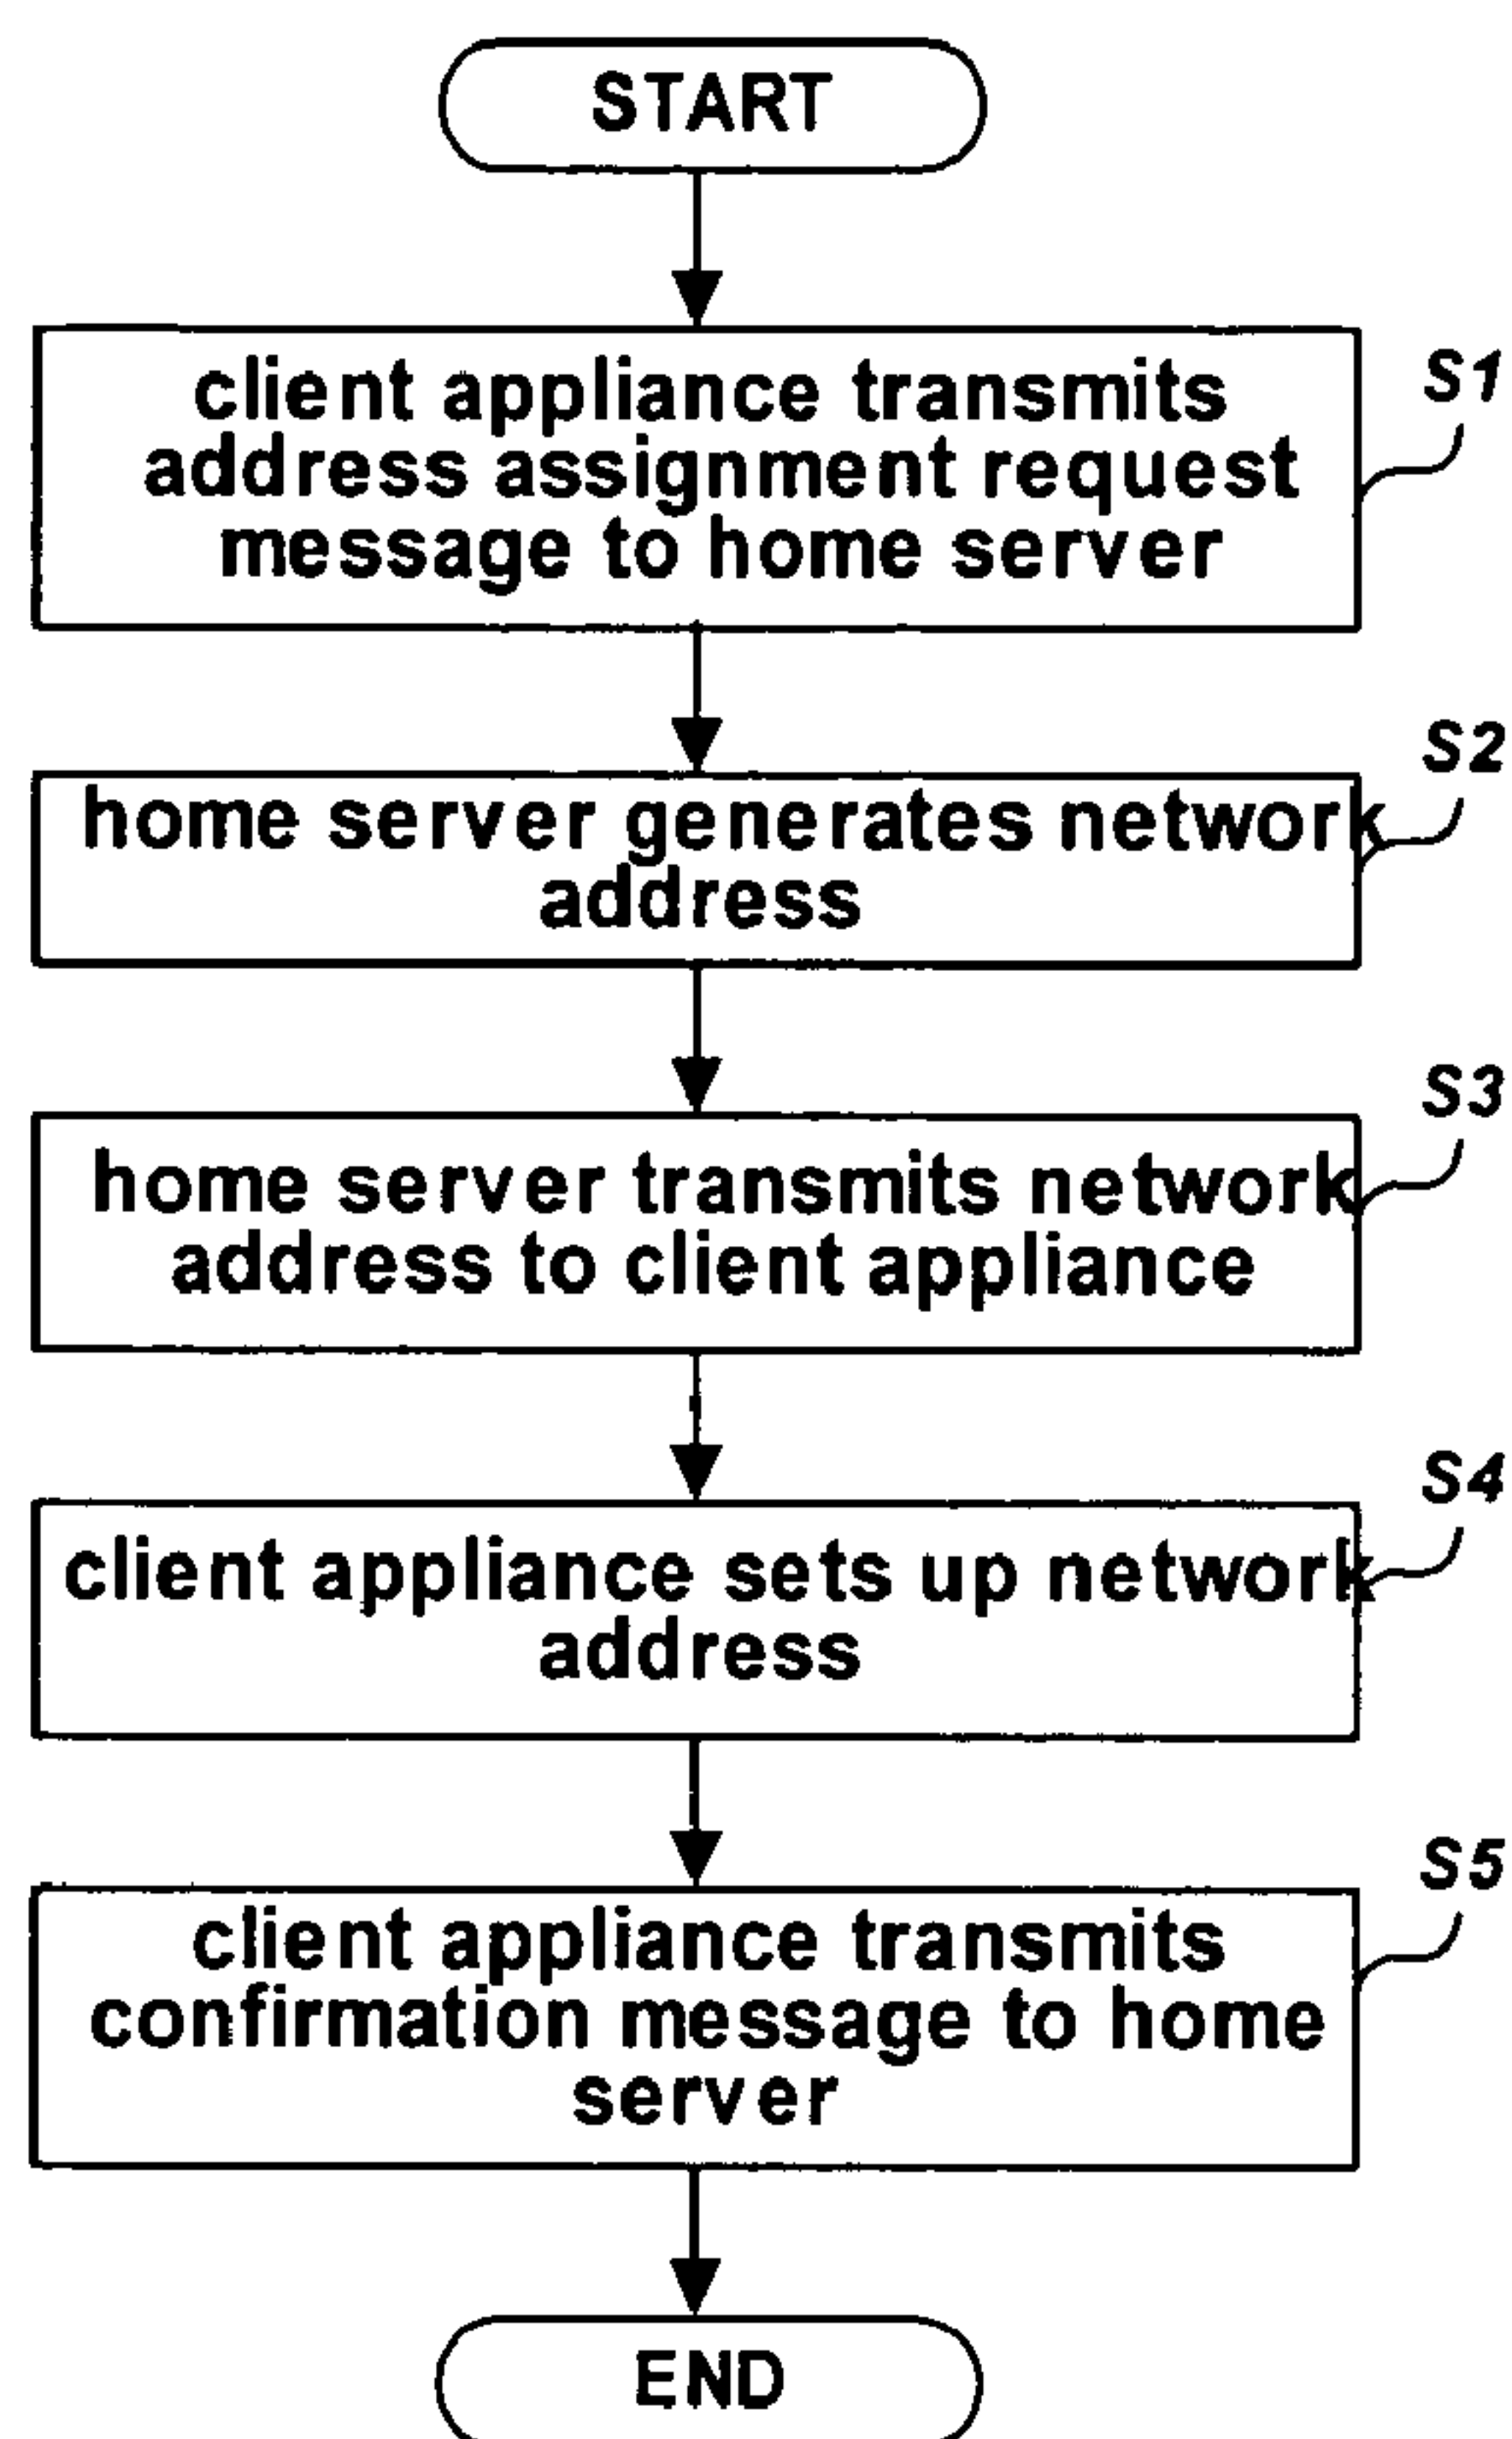 START
client appliance transmits
address assignment request
message to home server
S1
home server generates network
address
S2
home server transmits network
address to client appliance
S3
client appliance sets up network
address
S4
client appliance transmits
confirmation message to home
server
S5
END